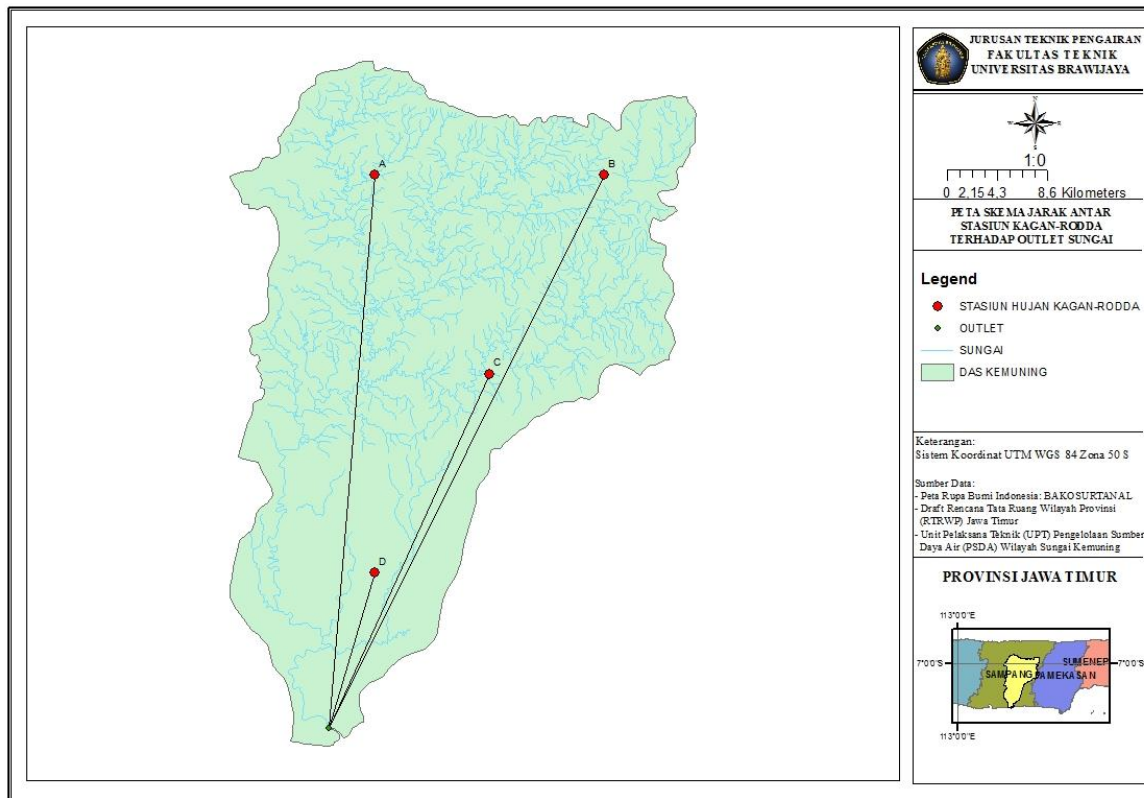 A
B
C
D
JURUSAN TEKNIK PENGAIRAN
FAKULTAS TEKNIK
UNIVERSITAS BRAWIJAYA
N
W
E
S
1:0
0 2,15 4,3 8,6 Kilometers
PETA SKEMA JARAK ANTAR
STASIUN KAGAN-RODDA
TERHADAP OUTLET SUNGAI
Legend
STASIUN HUJAN KAGAN-RODDA
OUTLET
SUNGAI
DAS KEMUNING
Keterangan:
Sistem Koordinat UTM WGS 84 Zona 50 S
Sumber Data:
- Peta Rupa Bumi Indonesia: BAKOSURTANAL
- Draft Rencana Tata Ruang Wilayah Provinsi
(RTRWP) Jawa Timur
- Unit Pelaksana Teknik (UPT) Pengelolaan Sumber
Daya Air (PSDA) Wilayah Sungai Kemuning
PROVINSI JAWA TIMUR
113°0'0"E
7°0'0"S
SUMENEP
7°0'0"S
SAMPANG
PAMEKASAN
113°0'0"E